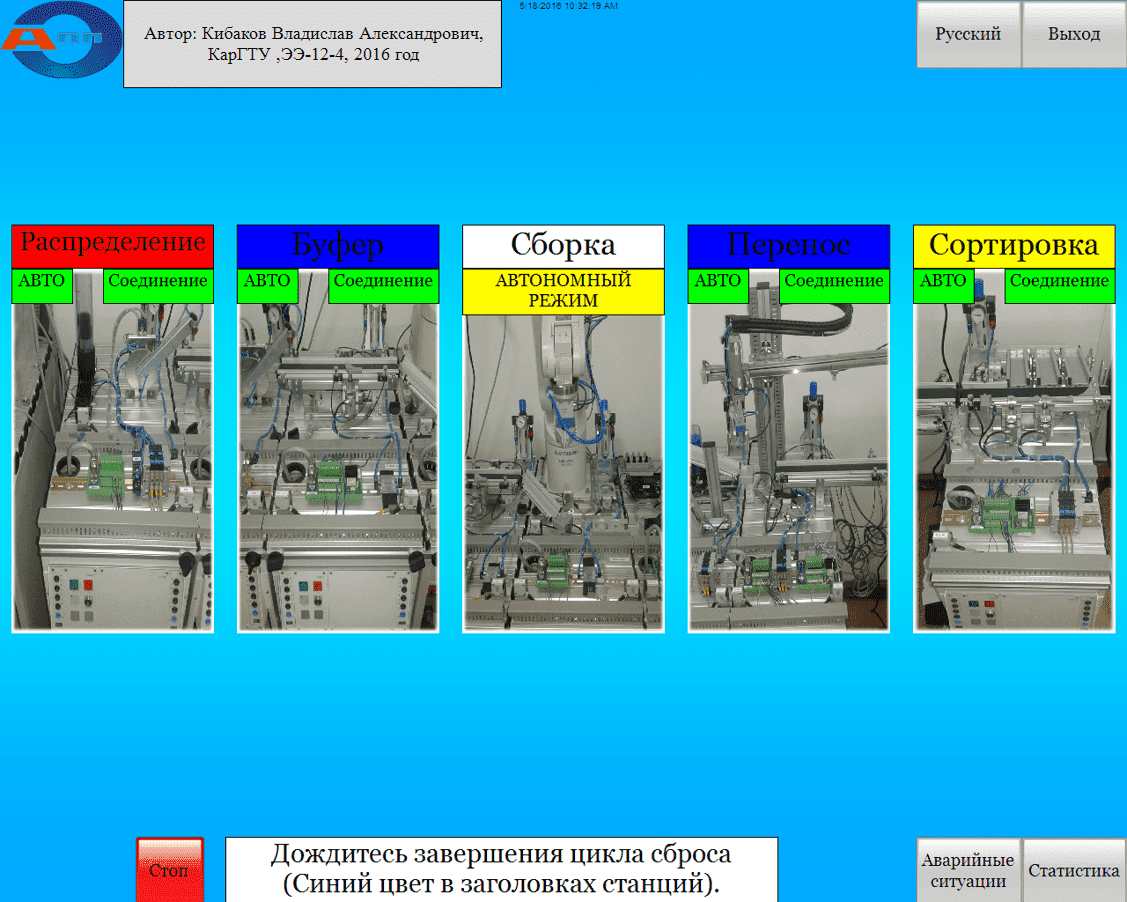 5/18/2016 10:32:19 AM
Автор: Кибаков Владислав Александрович,
КарГТУ ,ЭЭ-12-4, 2016 год
Русский
Выход
Распределение
Буфер
Сборка
Перенос
Сортировка
АВТО
Соединение
АВТО
Соединение
АВТОНОМНЫЙ
РЕЖИМ
АВТО
Соединение
АВТО
Соединение
Стоп
Дождитесь завершения цикла сброса
(Синий цвет в заголовках станций).
Аварийные
ситуации
Статистика